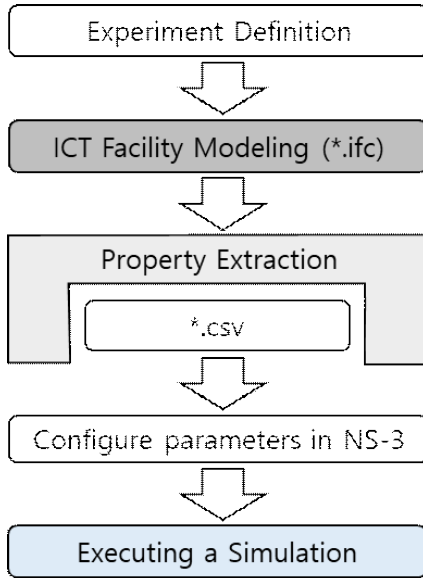 Experiment Definition
ICT Facility Modeling (*.ifc)
Property Extraction
*.csv
Configure parameters in NS-3
Executing a Simulation